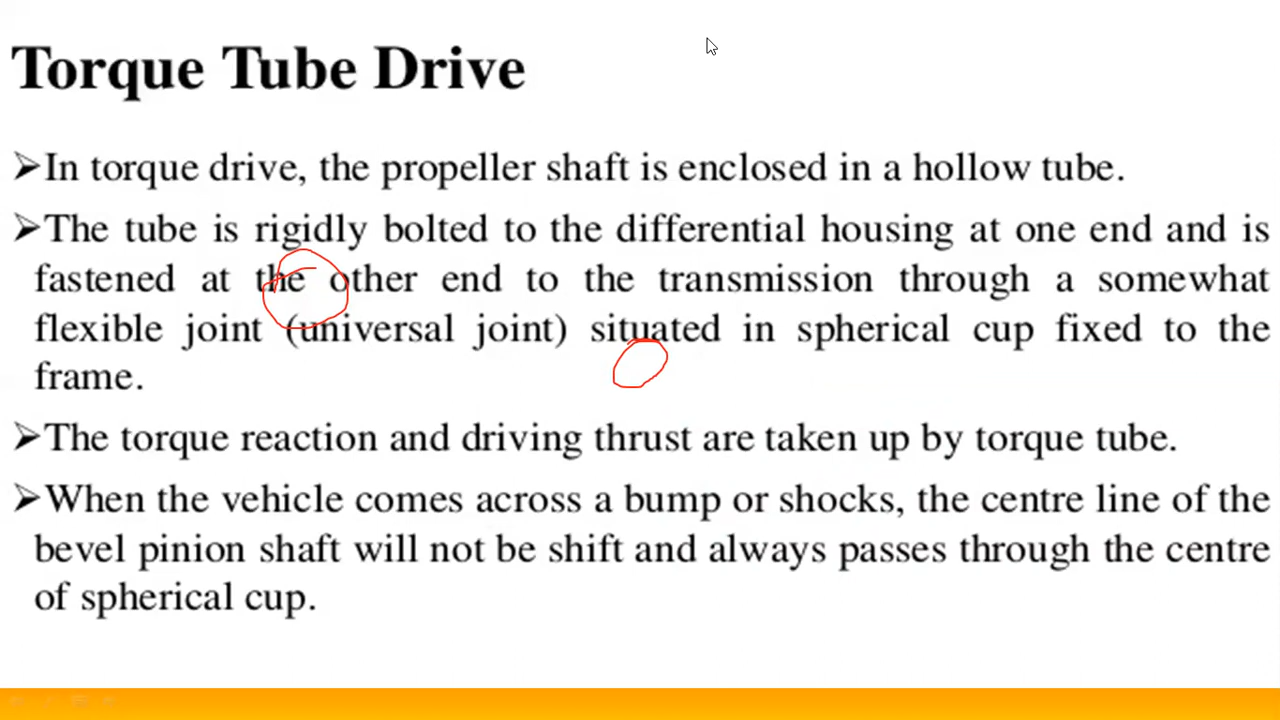 Torque Tube Drive
➢In torque drive, the propeller shaft is enclosed in a hollow tube.
➢The tube is rigidly bolted to the differential housing at one end and is
fastened at the other end to the transmission through a somewhat
flexible joint (universal joint) situated in spherical cup fixed to the
frame.
➢The torque reaction and driving thrust are taken up by torque tube.
➢When the vehicle comes across a bump or shocks, the centre line of the
bevel pinion shaft will not be shift and always passes through the centre
of spherical cup.